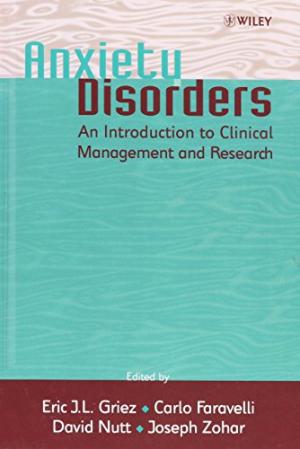 WILEY
Anxiety
Disorders
An Introduction to Clinical
Management and Research
Edited by
Eric J.L. Griez ◆ Carlo Faravelli
David Nutt ◆ Joseph Zohar